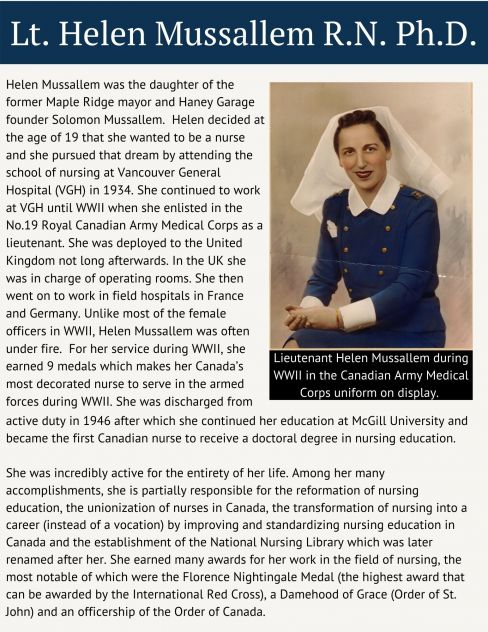 Lt. Helen Mussallem R.N. Ph.D.
Helen Mussallem was the daughter of the
former Maple Ridge mayor and Haney Garage
founder Solomon Mussallem.  Helen decided at
the age of 19 that she wanted to be a nurse
and she pursued that dream by attending the
school of nursing at Vancouver General
Hospital (VGH) in 1934. She continued to work
at VGH until WWII when she enlisted in the
No.19 Royal Canadian Army Medical Corps as a
lieutenant. She was deployed to the United
Kingdom not long afterwards. In the UK she
was in charge of operating rooms. She then
went on to work in field hospitals in France
and Germany. Unlike most of the female
officers in WWII, Helen Mussallem was often
under fire.  For her service during WWII, she
earned 9 medals which makes her Canada's
most decorated nurse to serve in the armed
forces during WWII. She was discharged from
active duty in 1946 after which she continued her education at McGill University and
became the first Canadian nurse to receive a doctoral degree in nursing education.
Lieutenant Helen Mussallem during
WWII in the Canadian Army Medical
Corps uniform on display.
She was incredibly active for the entirety of her life. Among her many
accomplishments, she is partially responsible for the reformation of nursing
education, the unionization of nurses in Canada, the transformation of nursing into a
career (instead of a vocation) by improving and standardizing nursing education in
Canada and the establishment of the National Nursing Library which was later
renamed after her. She earned many awards for her work in the field of nursing, the
most notable of which were the Florence Nightingale Medal (the highest award that
can be awarded by the International Red Cross), a Damehood of Grace (Order of St.
John) and an officership of the Order of Canada.